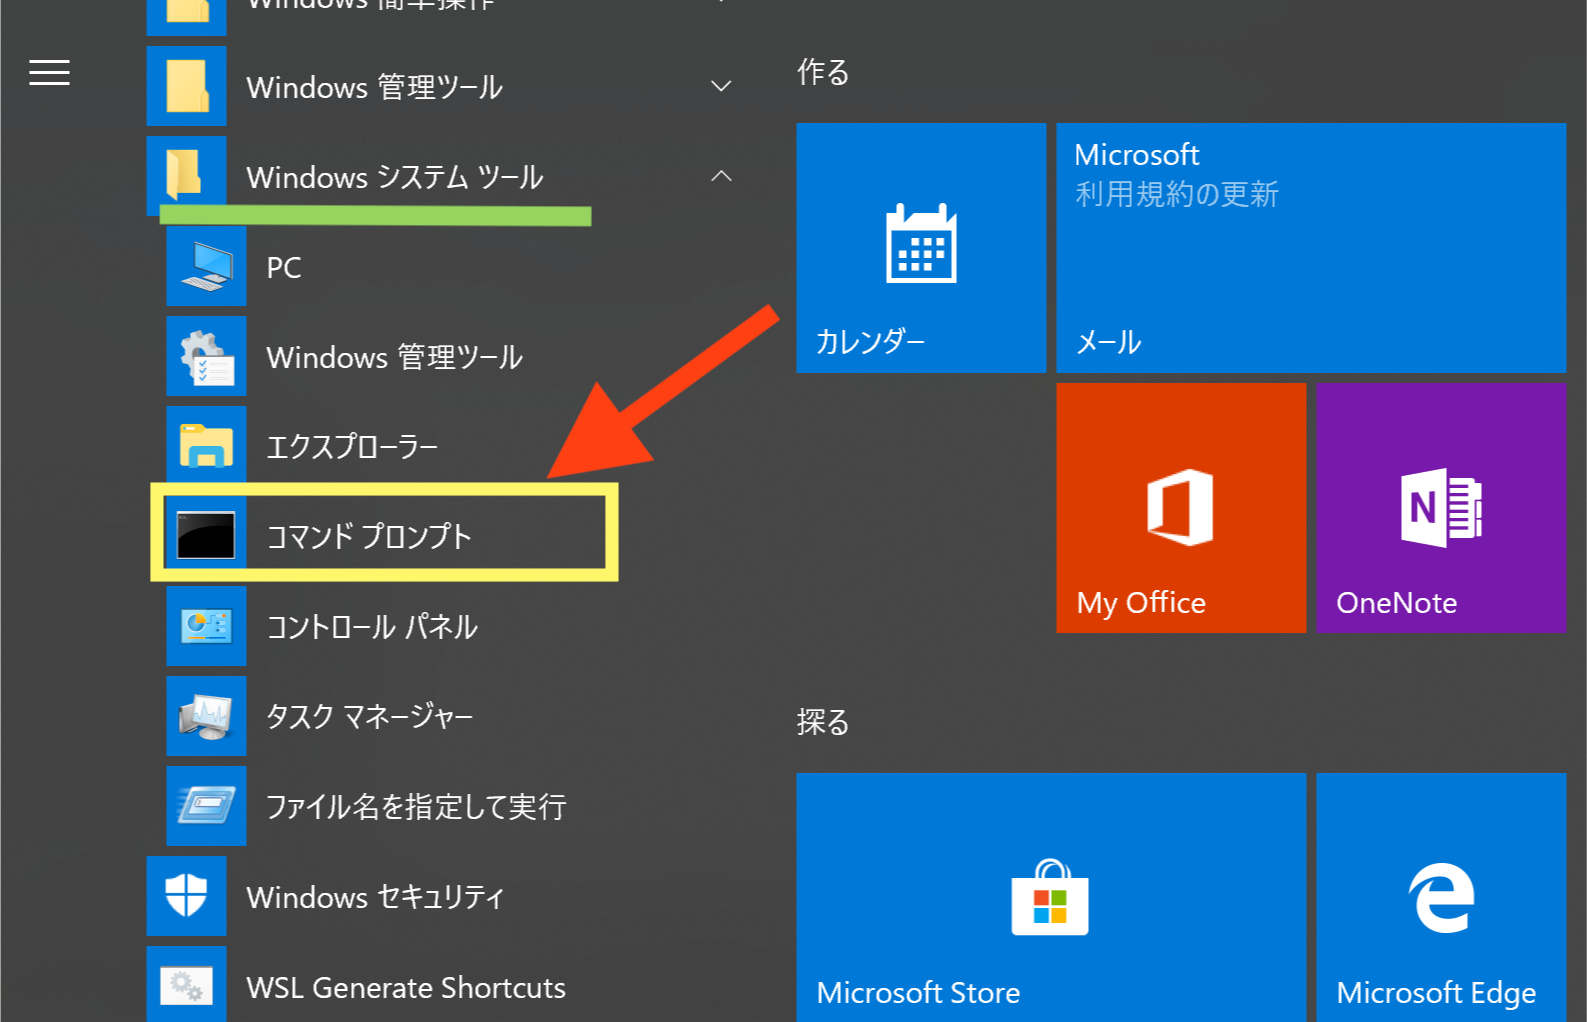 Windows 簡単操作
Windows 管理ツール
Windows システム ツール
PC
Windows 管理ツール
エクスプローラー
コマンド プロンプト
コントロール パネル
タスク マネージャー
ファイル名を指定して実行
Windows セキュリティ
WSL Generate Shortcuts
作る
カレンダー
Microsoft
利用規約の更新
メール
My Office
N
OneNote
探る
Microsoft Store
Microsoft Edge